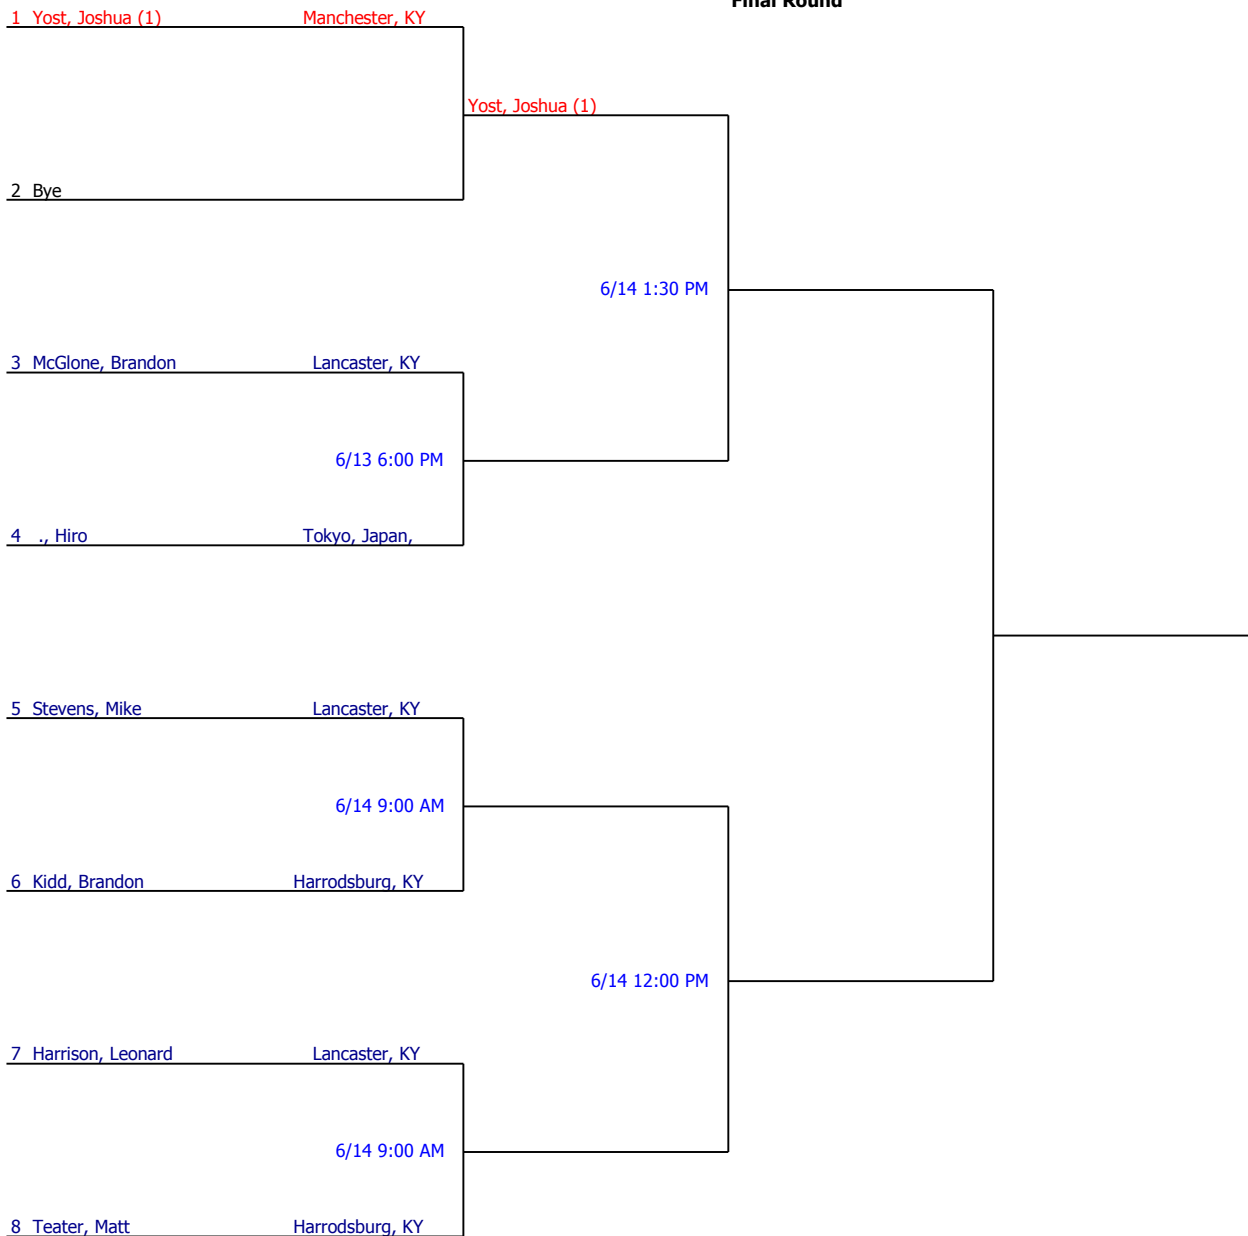 Final Round
1 Yost, Joshua (1) Manchester, KY
Yost, Joshua (1)
2 Bye
6/14 1:30 PM
3 McGlone, Brandon Lancaster, KY
6/13 6:00 PM
4 ., Hiro Tokyo, Japan,
5 Stevens, Mike Lancaster, KY
6/14 9:00 AM
6 Kidd, Brandon Harrodsburg, KY
6/14 12:00 PM
7 Harrison, Leonard Lancaster, KY
6/14 9:00 AM
8 Teater, Matt Harrodsburg, KY